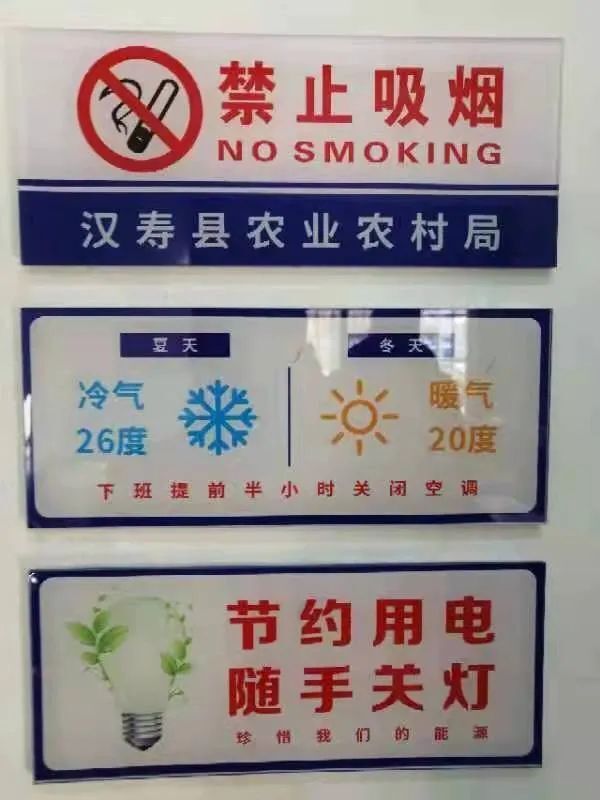 禁止吸烟
NO SMOKING
汉寿县农业农村局
夏天 冬天
冷气 暖气
26度 20度
下班提前半小时关闭空调
节约用电
随手关灯
珍惜我们的能源